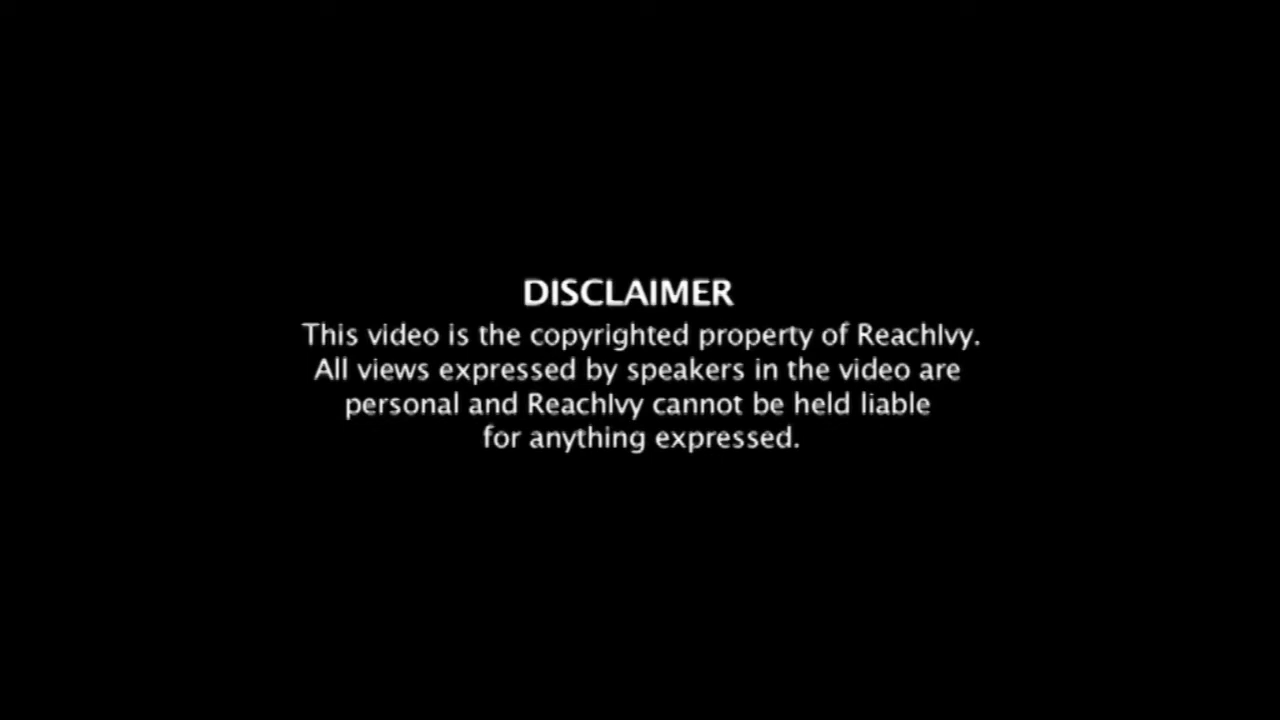 DISCLAIMER
This video is the copyrighted property of ReachIvy.
All views expressed by speakers in the video are
personal and ReachIvy cannot be held liable
for anything expressed.